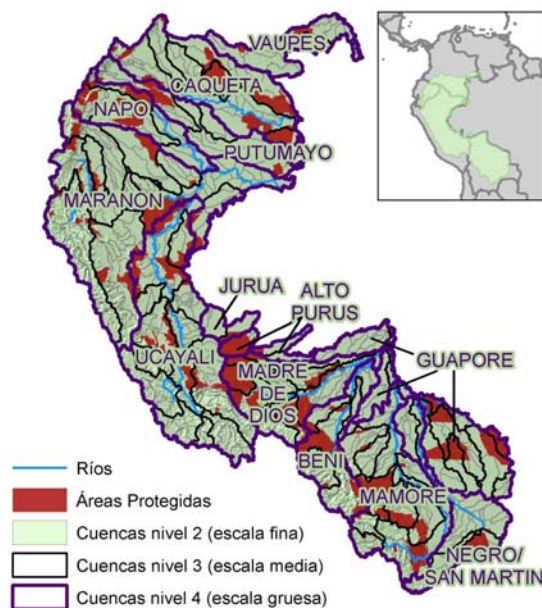 VAUPES
CAQUETA
NAPO
PUTUMAYO
MARANON
JURUA
ALTO
PURUS
UCAYALI
MADRE
DE
DIOS
GUAPORE
BENI
MAMORE
NEGRO/
SAN MARTIN
Ríos
Áreas Protegidas
Cuencas nivel 2 (escala fina)
Cuencas nivel 3 (escala media)
Cuencas nivel 4 (escala gruesa)